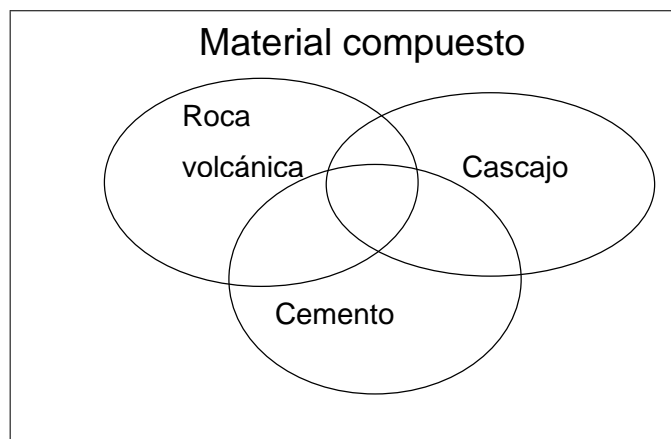 Material compuesto
Roca
volcánica
Cascajo
Cemento